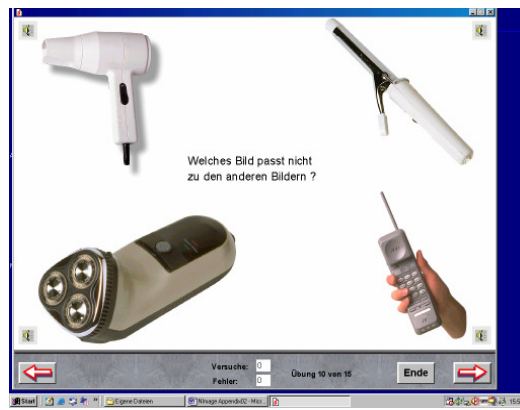 Welches Bild passt nicht
zu den anderen Bildern ?
Versuche: 0
Fehler: 0
Übung 10 von 15
Ende
Start
Eigene Dateien